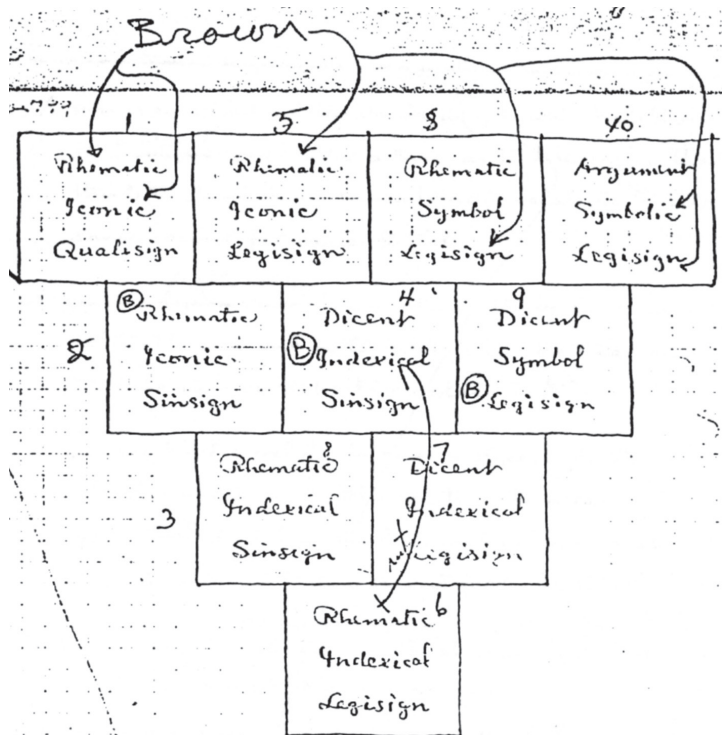 Brown
1 5 8 40
Rhematic Rhematic Rhematic Argument
Iconic Iconic Symbol Symbolic
Qualisign Legisign Legisign Legisign
4 9
B Rhematic Dicent Dicent
2 Iconic B Indexical Symbol
Sinsign Sinsign B Legisign
7
Rhematic Dicent
3 Indexical Indexical
Sinsign Legisign
6
Rhematic
Indexical
Legisign